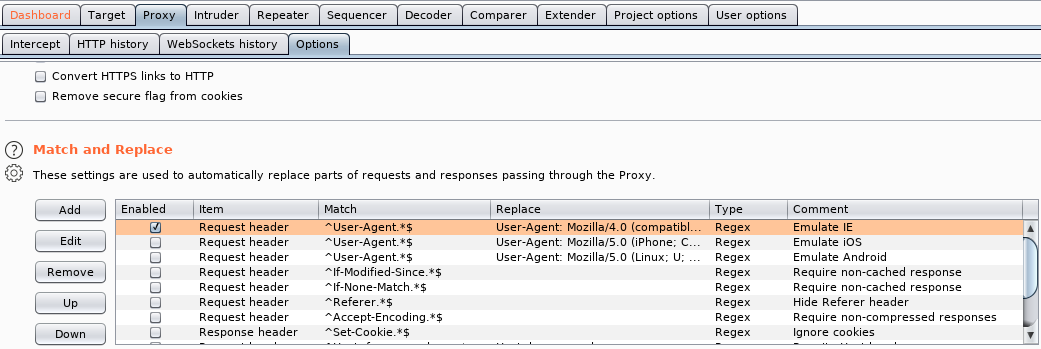 Dashboard Target Proxy Intruder Repeater Sequencer Decoder Comparer Extender Project options User options
Intercept HTTP history WebSockets history Options
Convert HTTPS links to HTTP
Remove secure flag from cookies
? Match and Replace
These settings are used to automatically replace parts of requests and responses passing through the Proxy.
Add Enabled Item Match Replace Type Comment
Request header ^User-Agent.*$ User-Agent: Mozilla/4.0 (compatibl... Regex Emulate IE
Edit Request header ^User-Agent.*$ User-Agent: Mozilla/5.0 (iPhone; C... Regex Emulate iOS
Request header ^User-Agent.*$ User-Agent: Mozilla/5.0 (Linux; U; ... Regex Emulate Android
Remove Request header ^If-Modified-Since.*$ Regex Require non-cached response
Request header ^If-None-Match.*$ Regex Require non-cached response
Up Request header ^Referer.*$ Regex Hide Referer header
Request header ^Accept-Encoding.*$ Regex Require non-compressed responses
Down Response header ^Set-Cookie.*$ Regex Ignore cookies